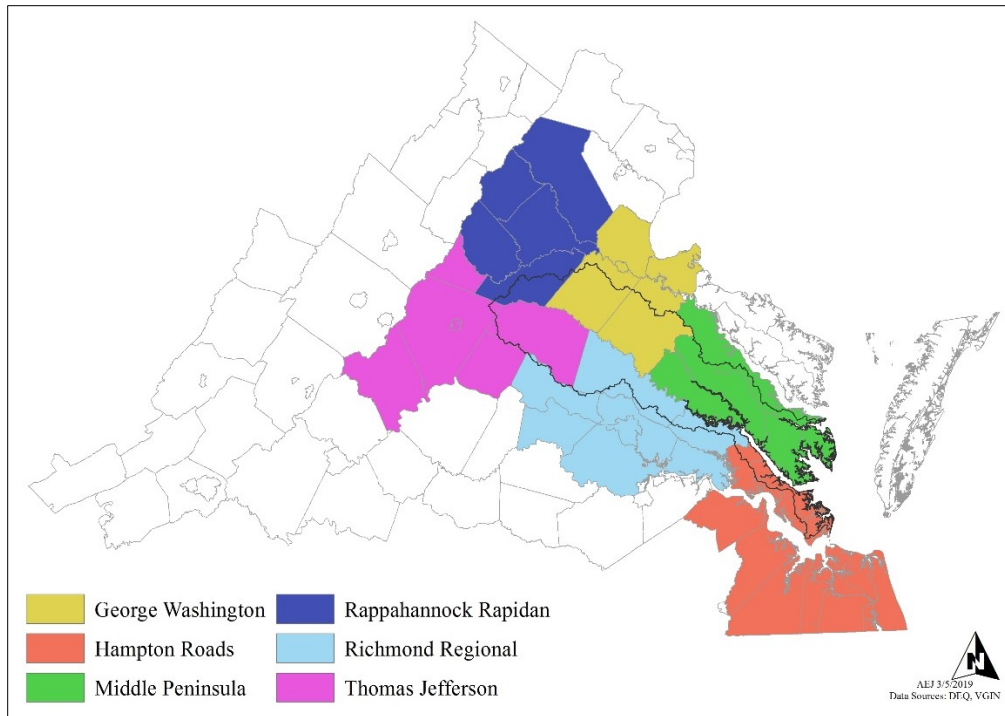 George Washington
Rappahannock Rapidan
Hampton Roads
Richmond Regional
Middle Peninsula
Thomas Jefferson
N
AEJ 3/5/2019
Data Sources: DEQ, VGIN